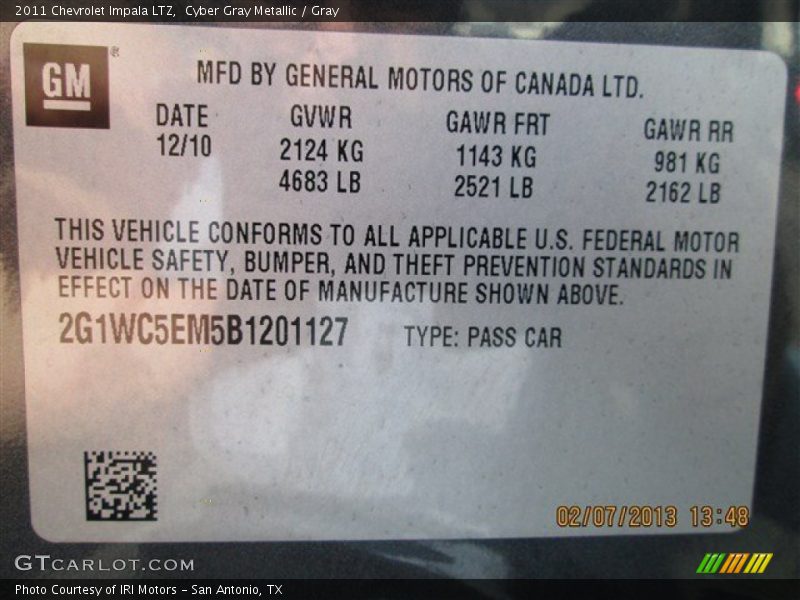 2011 Chevrolet Impala LTZ, Cyber Gray Metallic / Gray
GM ®
MFD BY GENERAL MOTORS OF CANADA LTD.
DATE GVWR GAWR FRT GAWR RR
12/10 2124 KG 1143 KG 981 KG
4683 LB 2521 LB 2162 LB
THIS VEHICLE CONFORMS TO ALL APPLICABLE U.S. FEDERAL MOTOR
VEHICLE SAFETY, BUMPER, AND THEFT PREVENTION STANDARDS IN
EFFECT ON THE DATE OF MANUFACTURE SHOWN ABOVE.
2G1WC5EM5B1201127 TYPE: PASS CAR
02/07/2013 13:48
GTCARLOT.COM
Photo Courtesy of IRI Motors - San Antonio, TX